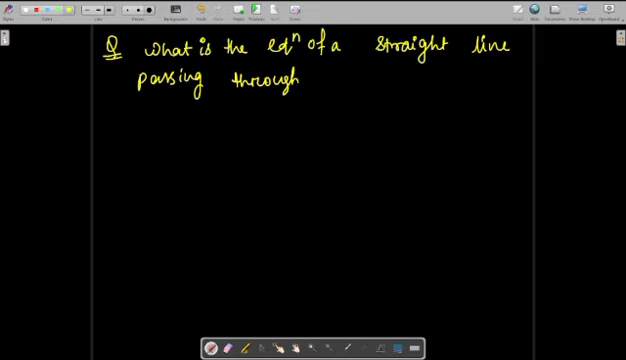 Q What is the eqⁿ of a straight line
passing through